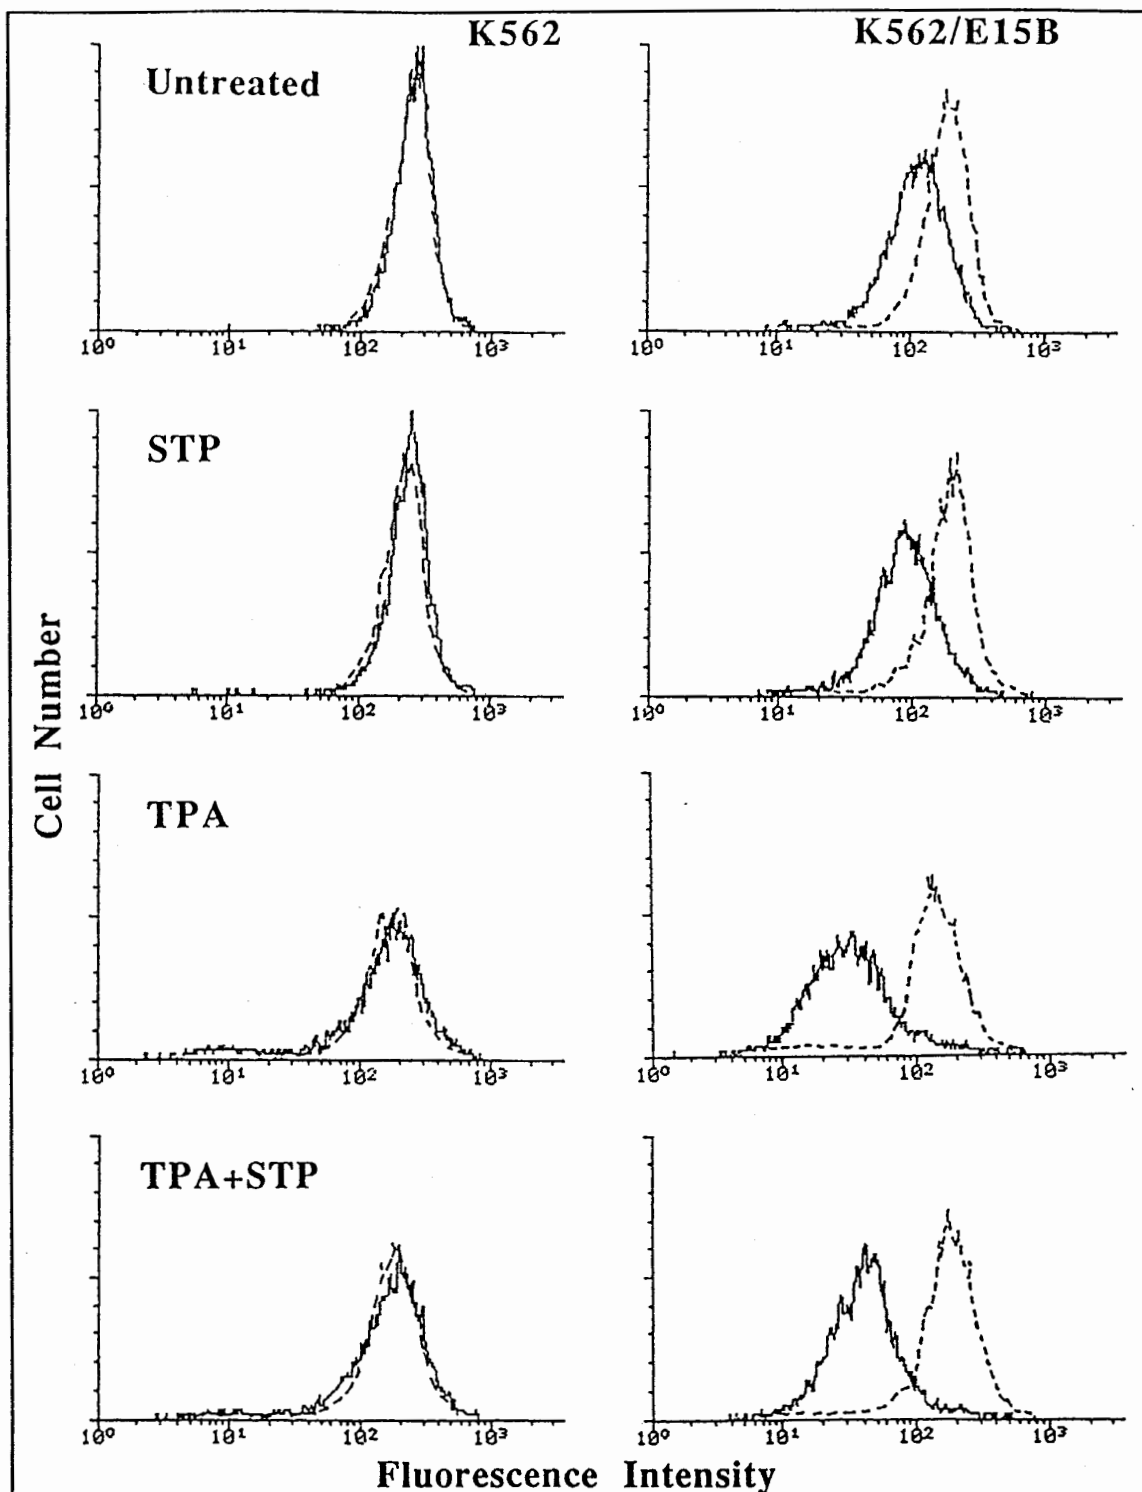 K562 K562/E15B
Untreated
10⁰ 10¹ 10² 10³ 10⁰ 10¹ 10² 10³
STP
10⁰ 10¹ 10² 10³ 10⁰ 10¹ 10² 10³
Cell Number
TPA
10⁰ 10¹ 10² 10³ 10⁰ 10¹ 10² 10³
TPA+STP
10⁰ 10¹ 10² 10³ 10⁰ 10¹ 10² 10³
Fluorescence Intensity